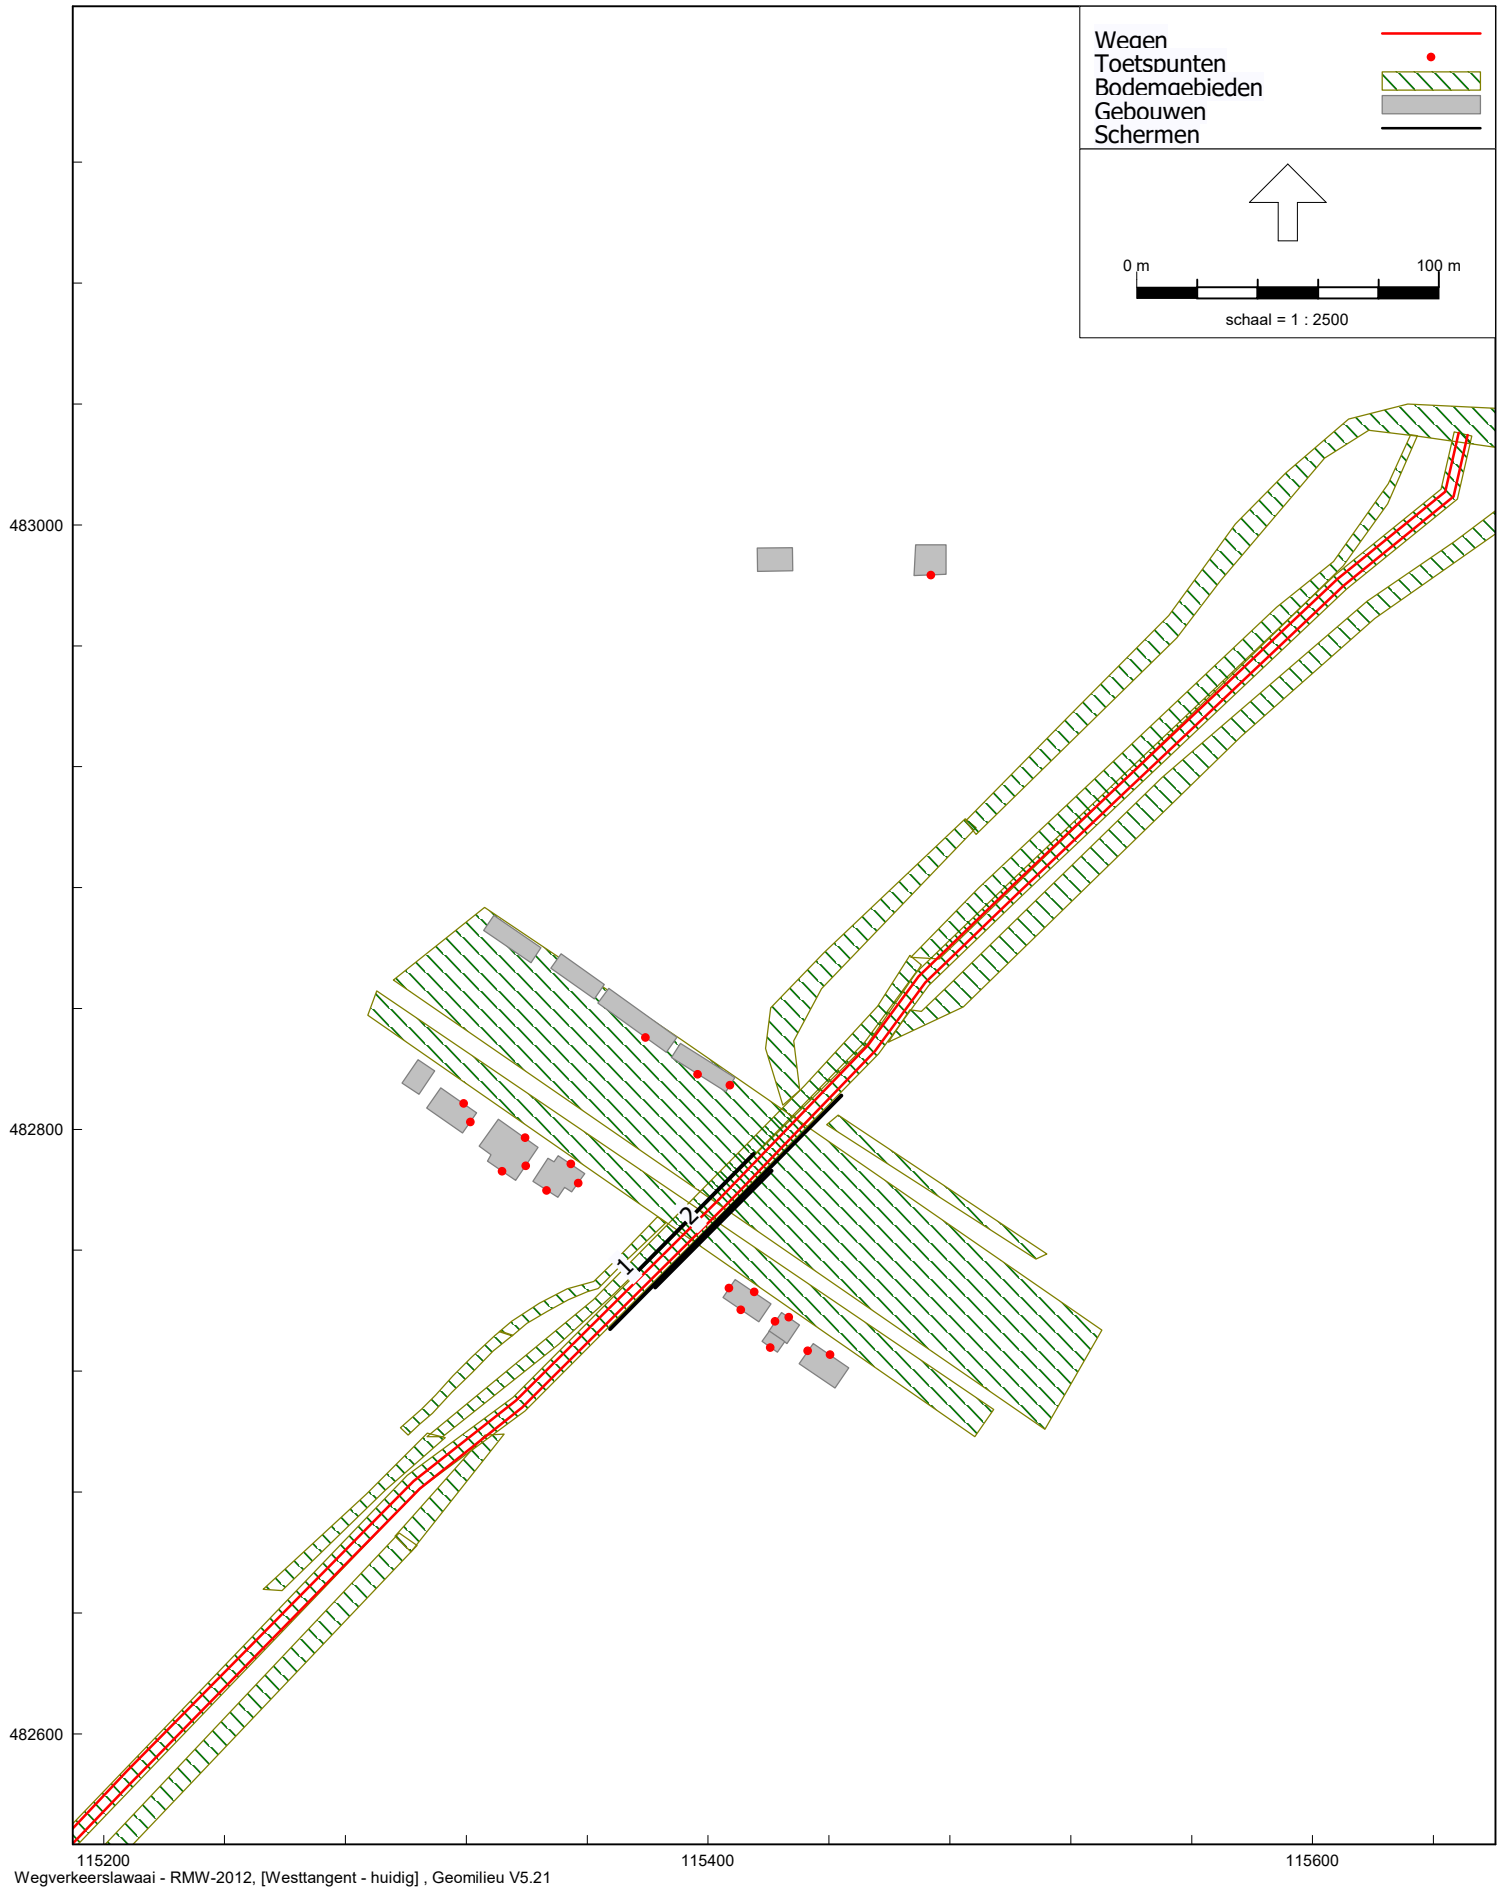 Wegen
Toetspunten
Bodemgebieden
Gebouwen
Schermen
0 m 100 m
schaal = 1 : 2500
483000
482800
2
1
482600
115200 115400 115600
Wegverkeerslawaai - RMW-2012, [Westtangent - huidig] , Geomilieu V5.21